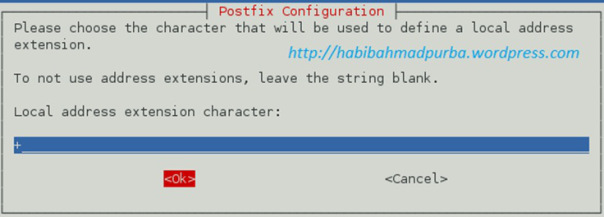 Postfix Configuration
Please choose the character that will be used to define a local address
extension.
http://habibahmadpurba.wordpress.com
To not use address extensions, leave the string blank.
Local address extension character:
+
<Ok> <Cancel>